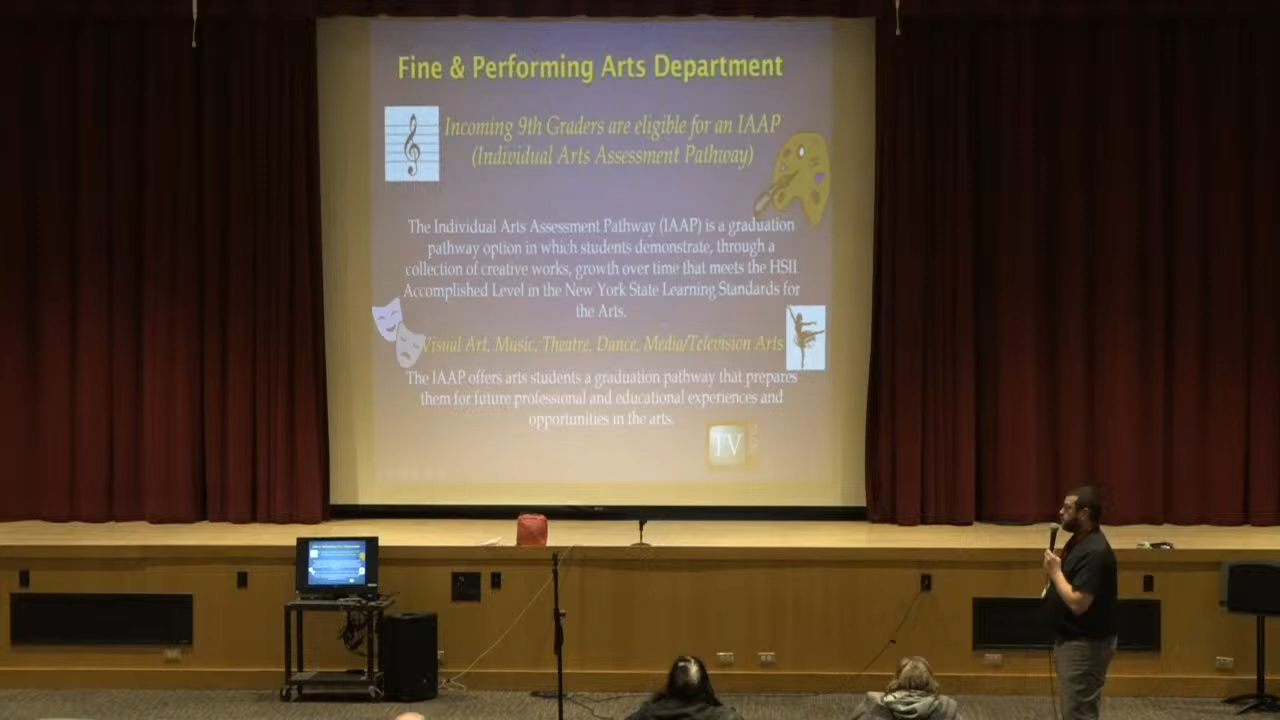 Fine & Performing Arts Department
Incoming 9th Graders are eligible for an IAAP
(Individual Arts Assessment Pathway)
The Individual Arts Assessment Pathway (IAAP) is a graduation
pathway option in which students demonstrate, through a
collection of creative works, growth over time that meets the HSII
Accomplished Level in the New York State Learning Standards for
the Arts.
Visual Art, Music, Theatre, Dance, Media/Television Arts
The IAAP offers arts students a graduation pathway that prepares
them for future professional and educational experiences and
opportunities in the arts.
TV